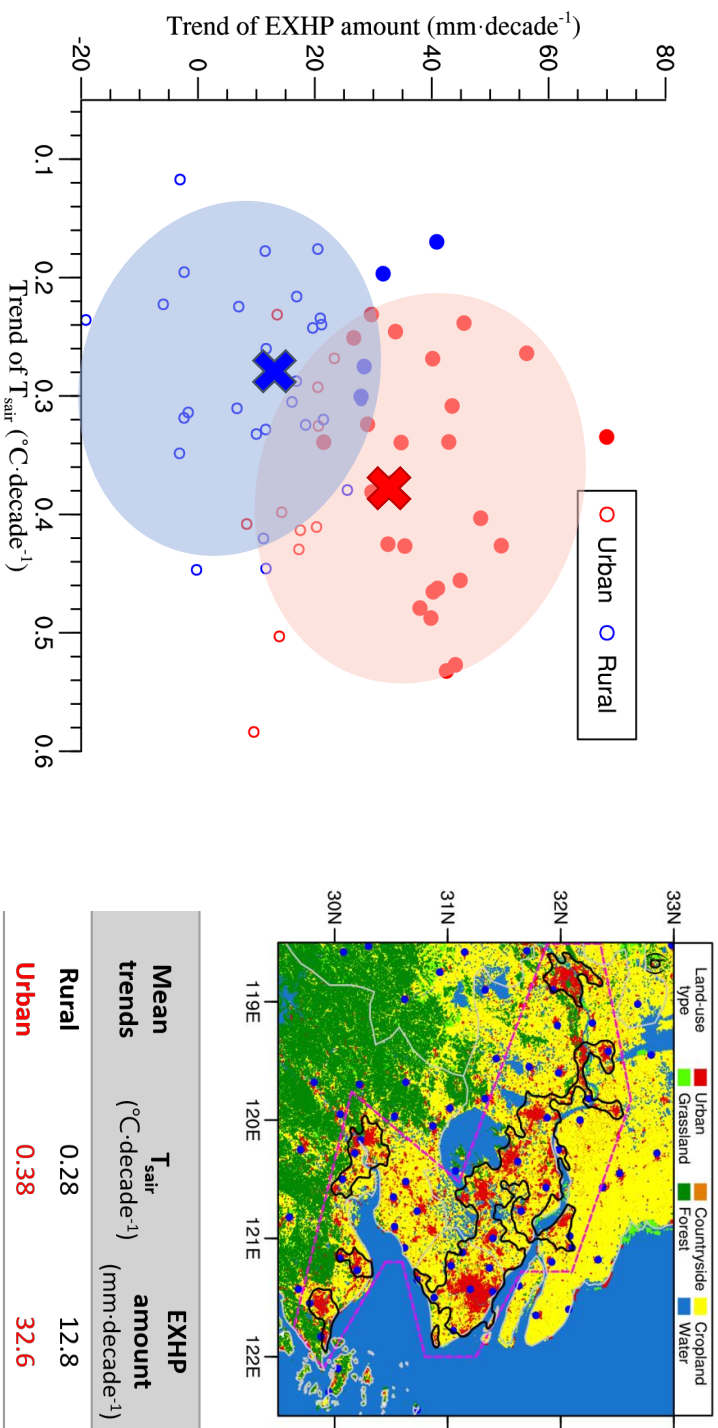 Trend of EXHP amount (mm·decade-1)
80
60
40
20
0
-20
0.1
0.2
0.3
0.4
0.5
0.6
Trend of Tsair (°C·decade-1)
Urban
Rural
(b)
Land-use type
Urban
Countryside
Cropland
Grassland
Forest
Water
33N
32N
31N
30N
119E
120E
121E
122E
Mean trends
Tsair (°C·decade-1)
EXHP amount (mm·decade-1)
Rural 0.28 12.8
Urban 0.38 32.6